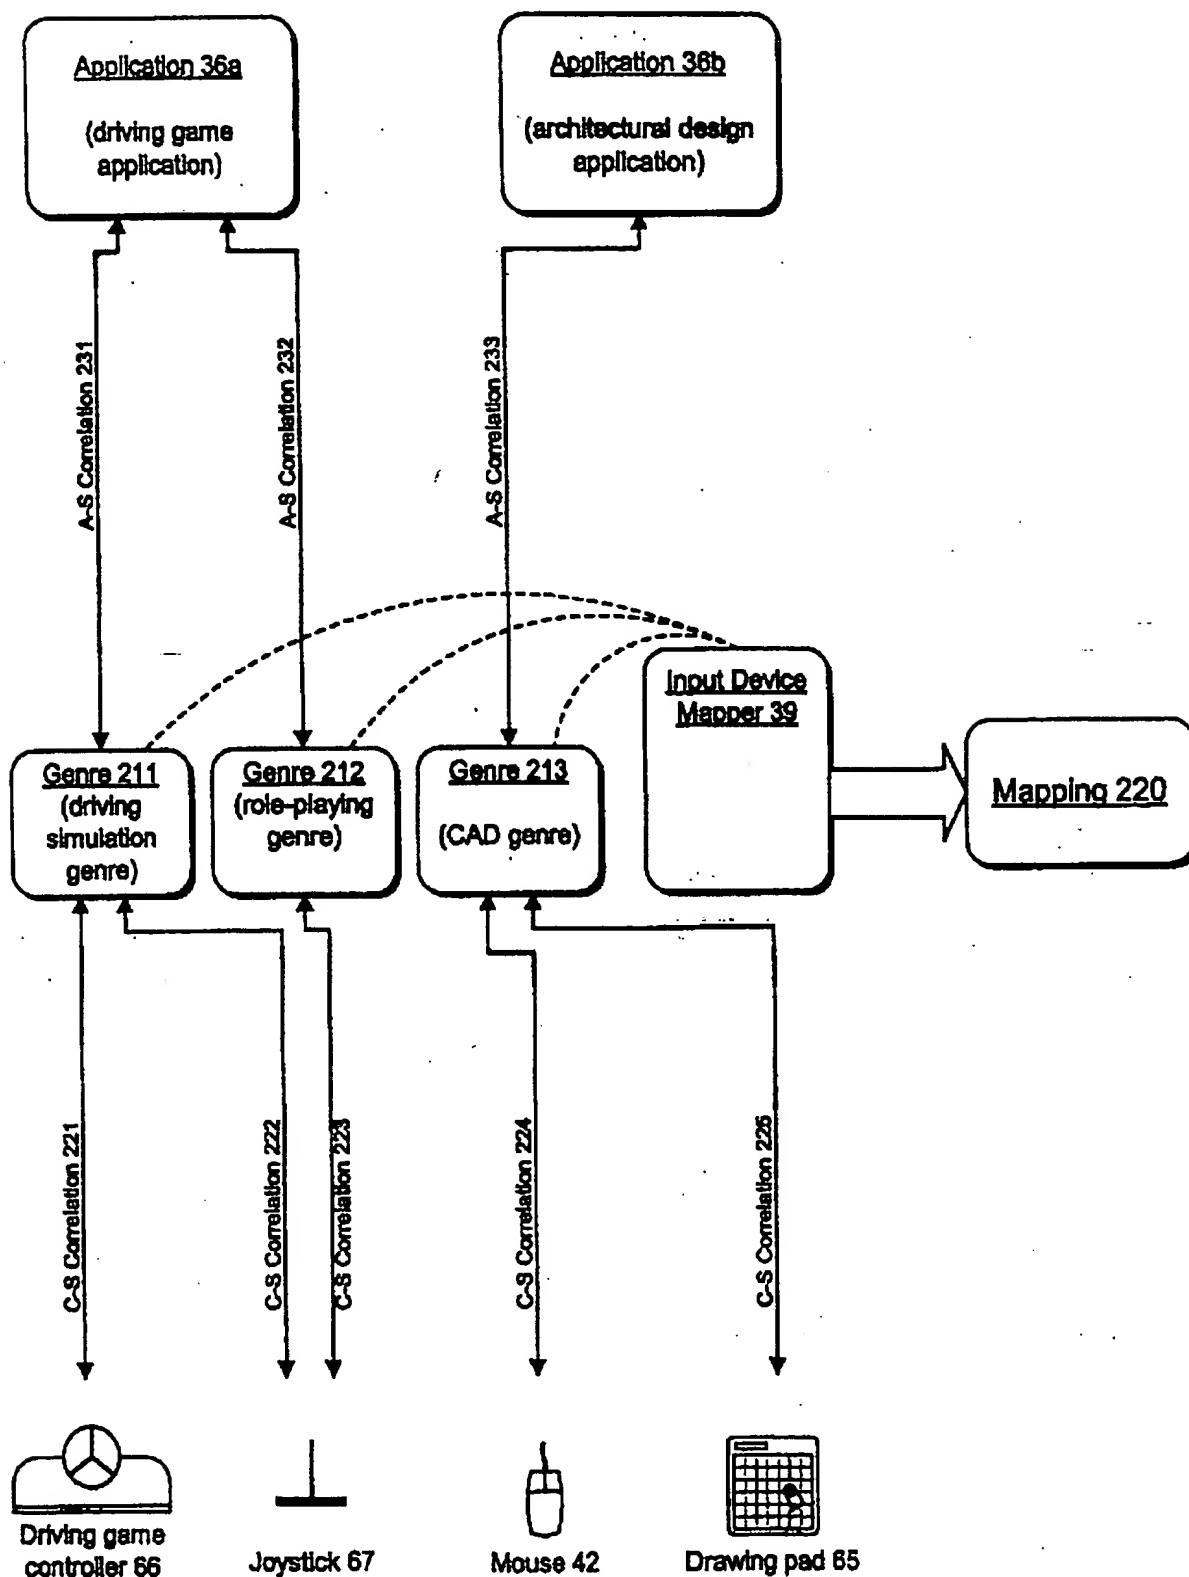 Application 36a
(driving game
application)
Application 36b
(architectural design
application)
A-S Correlation 231
A-S Correlation 232
A-S Correlation 233
Input Device
Mapper 39
Genre 211
(driving
simulation
genre)
Genre 212
(role-playing
genre)
Genre 213
(CAD genre)
Mapping 220
C-S Correlation 221
C-S Correlation 222
C-S Correlation 223
C-S Correlation 224
C-S Correlation 226
Driving game
controller 66
Joystick 67
Mouse 42
Drawing pad 65